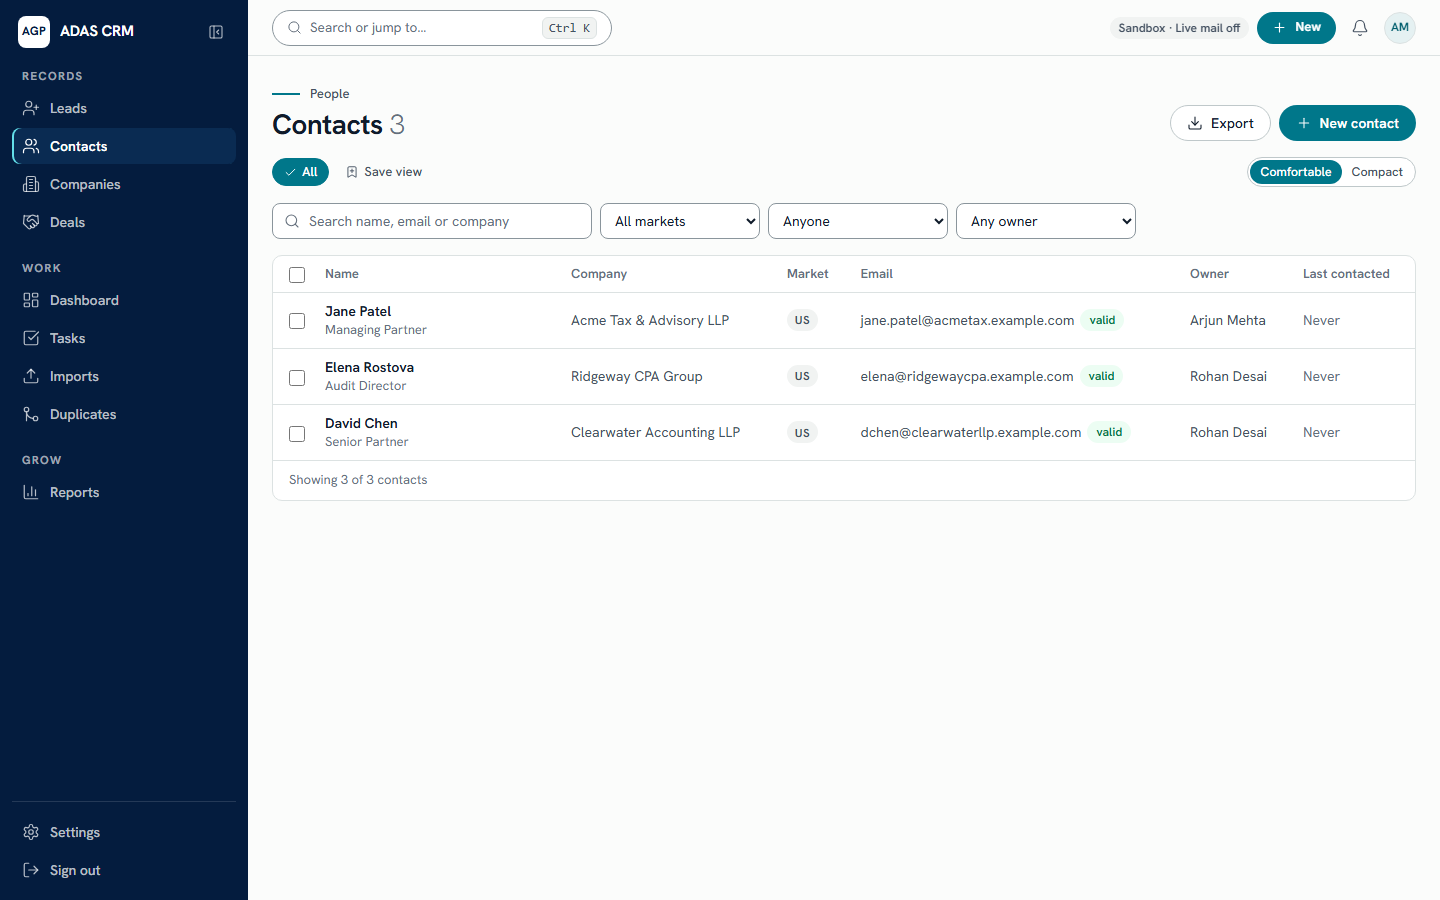 AGP ADAS CRM
RECORDS
Leads
Contacts
Companies
Deals
WORK
Dashboard
Tasks
Imports
Duplicates
GROW
Reports
Settings
Sign out
Search or jump to... Ctrl K
Sandbox · Live mail off
New
AM
People
Contacts 3
Export
New contact
All
Save view
Comfortable
Compact
Search name, email or company
All markets
Anyone
Any owner
Name Company Market Email Owner Last contacted
Jane Patel
Managing Partner
Acme Tax & Advisory LLP US jane.patel@acmetax.example.com valid Arjun Mehta Never
Elena Rostova
Audit Director
Ridgeway CPA Group US elena@ridgewaycpa.example.com valid Rohan Desai Never
David Chen
Senior Partner
Clearwater Accounting LLP US dchen@clearwaterllp.example.com valid Rohan Desai Never
Showing 3 of 3 contacts